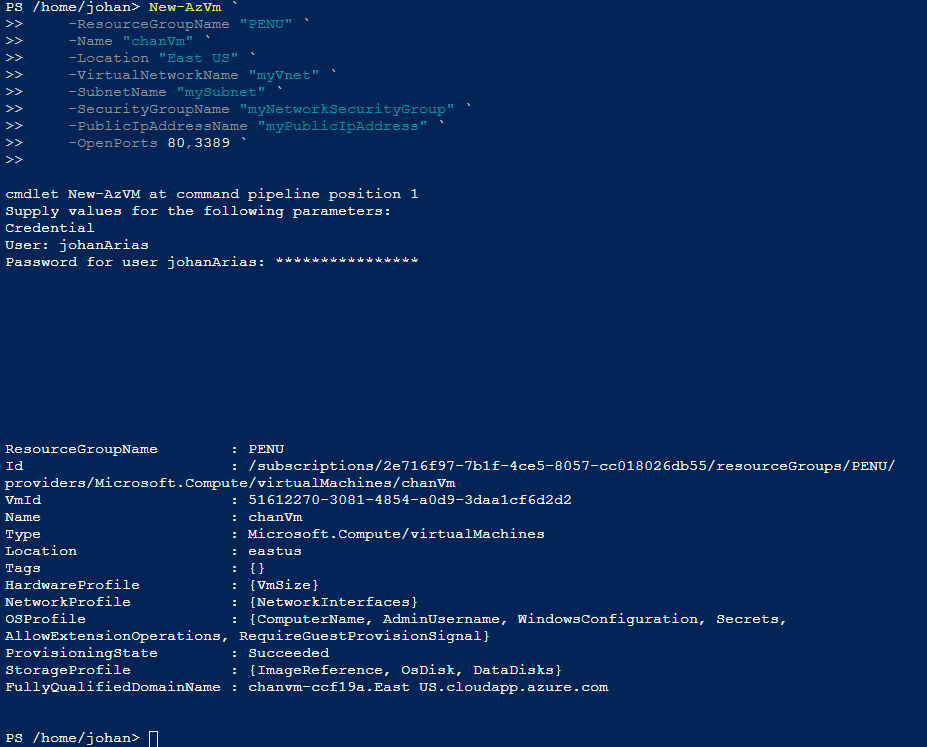 PS /home/johan> New-AzVm `
>>     -ResourceGroupName "PENU" `
>>     -Name "chanVm" `
>>     -Location "East US" `
>>     -VirtualNetworkName "myVnet" `
>>     -SubnetName "mySubnet" `
>>     -SecurityGroupName "myNetworkSecurityGroup" `
>>     -PublicIpAddressName "myPublicIpAddress" `
>>     -OpenPorts 80,3389 `
>>
cmdlet New-AzVM at command pipeline position 1
Supply values for the following parameters:
Credential
User: johanArias
Password for user johanArias: ****************
ResourceGroupName        : PENU
Id                       : /subscriptions/2e716f97-7b1f-4ce5-8057-cc018026db55/resourceGroups/PENU/
providers/Microsoft.Compute/virtualMachines/chanVm
VmId                     : 51612270-3081-4854-a0d9-3daa1cf6d2d2
Name                     : chanVm
Type                     : Microsoft.Compute/virtualMachines
Location                 : eastus
Tags                     : {}
HardwareProfile          : {VmSize}
NetworkProfile           : {NetworkInterfaces}
OSProfile                : {ComputerName, AdminUsername, WindowsConfiguration, Secrets,
AllowExtensionOperations, RequireGuestProvisionSignal}
ProvisioningState        : Succeeded
StorageProfile           : {ImageReference, OsDisk, DataDisks}
FullyQualifiedDomainName : chanvm-ccf19a.East US.cloudapp.azure.com
PS /home/johan>